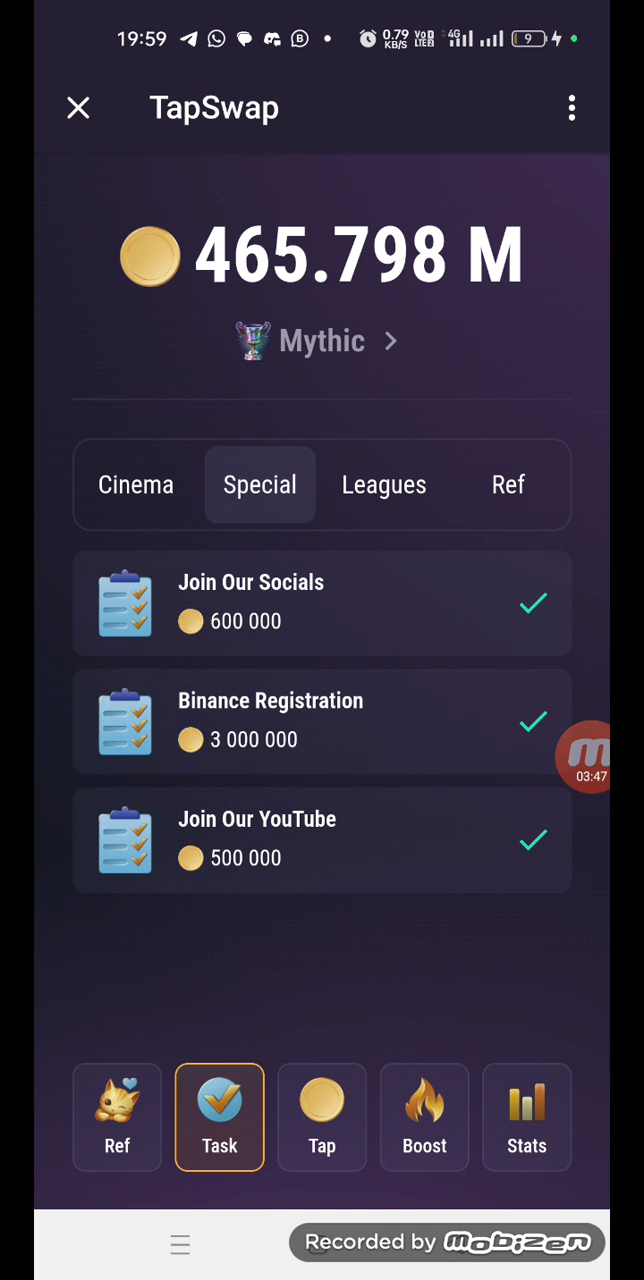 19:59 0.79 KB/S VoD LTE2 4G 9
TapSwap
465.798 M
Mythic
Cinema Special Leagues Ref
Join Our Socials
600 000
Binance Registration
3 000 000
m
03:47
Join Our YouTube
500 000
Ref Task Tap Boost Stats
Recorded by mobizen